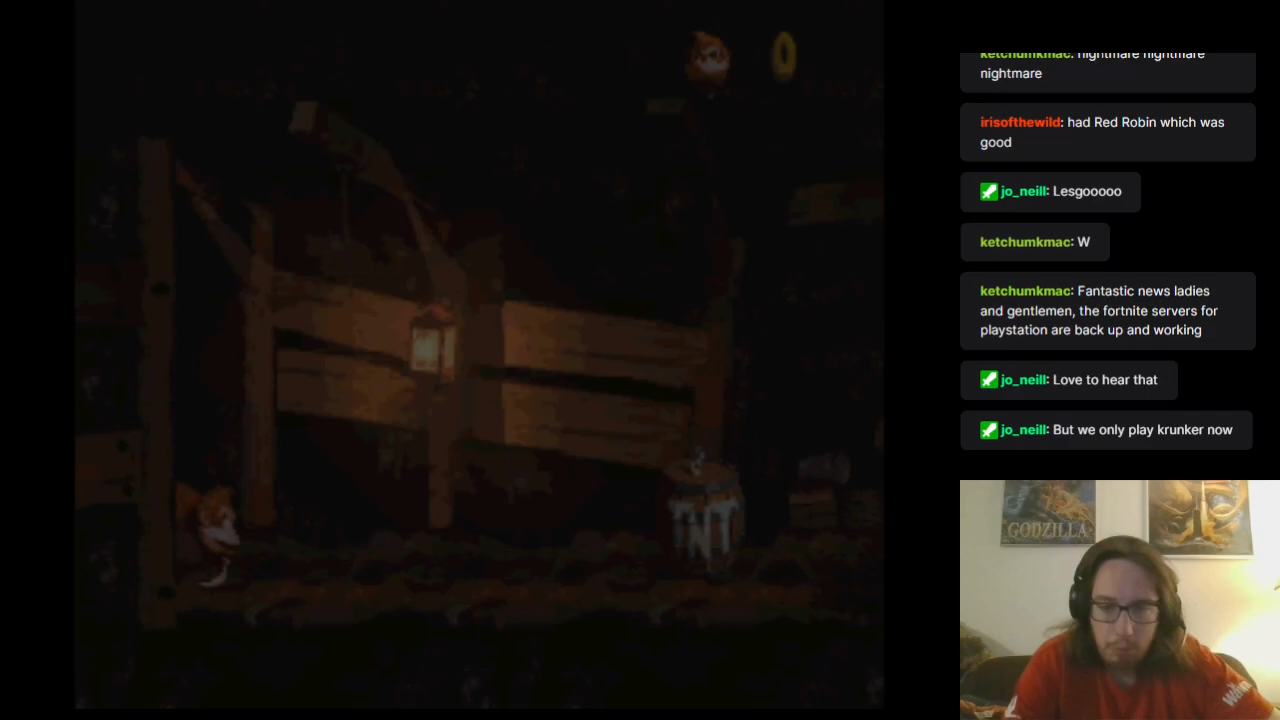 ketchumkmac: nightmare nightmare
nightmare
irisofthewild: had Red Robin which was
good
jo_neill: Lesgooooo
ketchumkmac: W
ketchumkmac: Fantastic news ladies
and gentlemen, the fortnite servers for
playstation are back up and working
jo_neill: Love to hear that
jo_neill: But we only play krunker now
GODZILLA